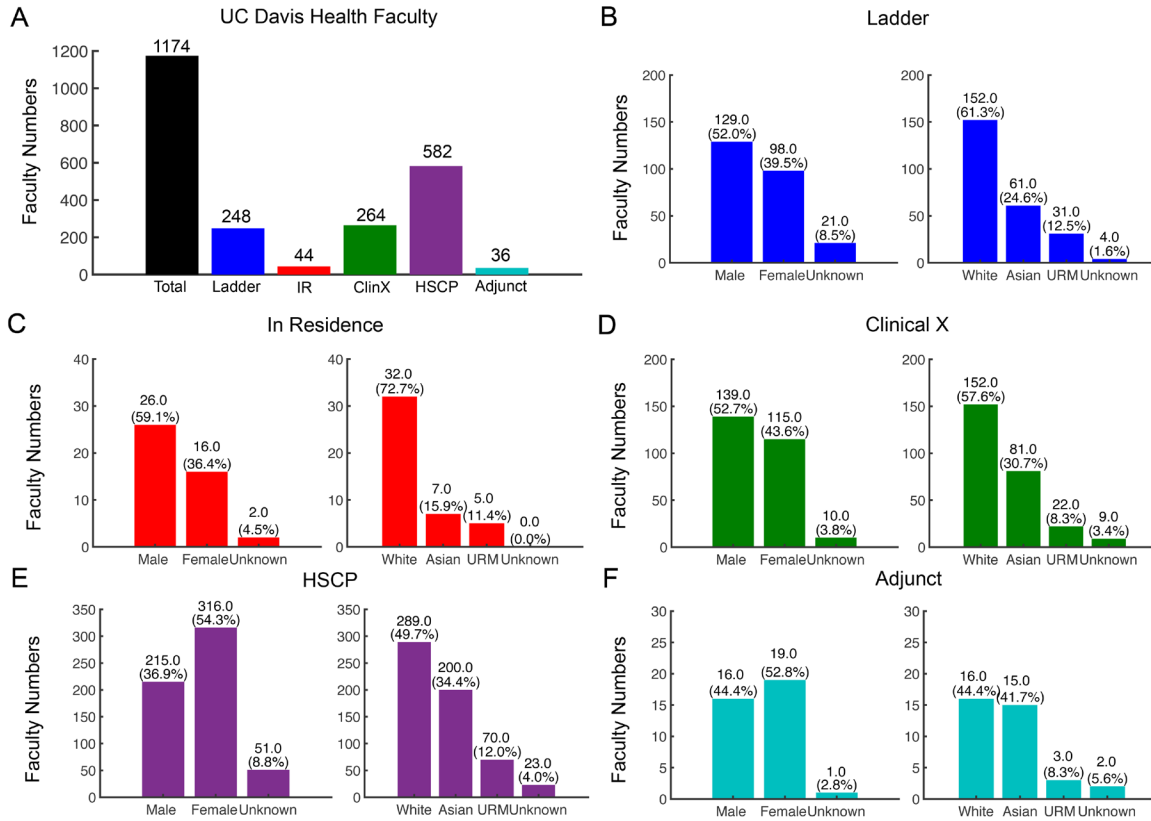 A
UC Davis Health Faculty
Faculty Numbers
1200
1000
800
600
400
200
0
1174
248
44
264
582
36
Total
Ladder
IR
ClinX
HSCP
Adjunct
B
Ladder
Faculty Numbers
200
150
100
50
0
129.0
(52.0%)
98.0
(39.5%)
21.0
(8.5%)
Male
Female
Unknown
200
150
100
50
0
152.0
(61.3%)
61.0
(24.6%)
31.0
(12.5%)
4.0
(1.6%)
White
Asian
URM
Unknown
C
In Residence
Faculty Numbers
40
30
20
10
0
26.0
(59.1%)
16.0
(36.4%)
2.0
(4.5%)
Male
Female
Unknown
40
30
20
10
0
32.0
(72.7%)
7.0
(15.9%)
5.0
(11.4%)
0.0
(0.0%)
White
Asian
URM
Unknown
D
Clinical X
Faculty Numbers
200
150
100
50
0
139.0
(52.7%)
115.0
(43.6%)
10.0
(3.8%)
Male
Female
Unknown
200
150
100
50
0
152.0
(57.6%)
81.0
(30.7%)
22.0
(8.3%)
9.0
(3.4%)
White
Asian
URM
Unknown
E
HSCP
Faculty Numbers
350
300
250
200
150
100
50
0
215.0
(36.9%)
316.0
(54.3%)
51.0
(8.8%)
Male
Female
Unknown
350
300
250
200
150
100
50
0
289.0
(49.7%)
200.0
(34.4%)
70.0
(12.0%)
23.0
(4.0%)
White
Asian
URM
Unknown
F
Adjunct
Faculty Numbers
30
25
20
15
10
5
0
16.0
(44.4%)
19.0
(52.8%)
1.0
(2.8%)
Male
Female
Unknown
30
25
20
15
10
5
0
16.0
(44.4%)
15.0
(41.7%)
3.0
(8.3%)
2.0
(5.6%)
White
Asian
URM
Unknown